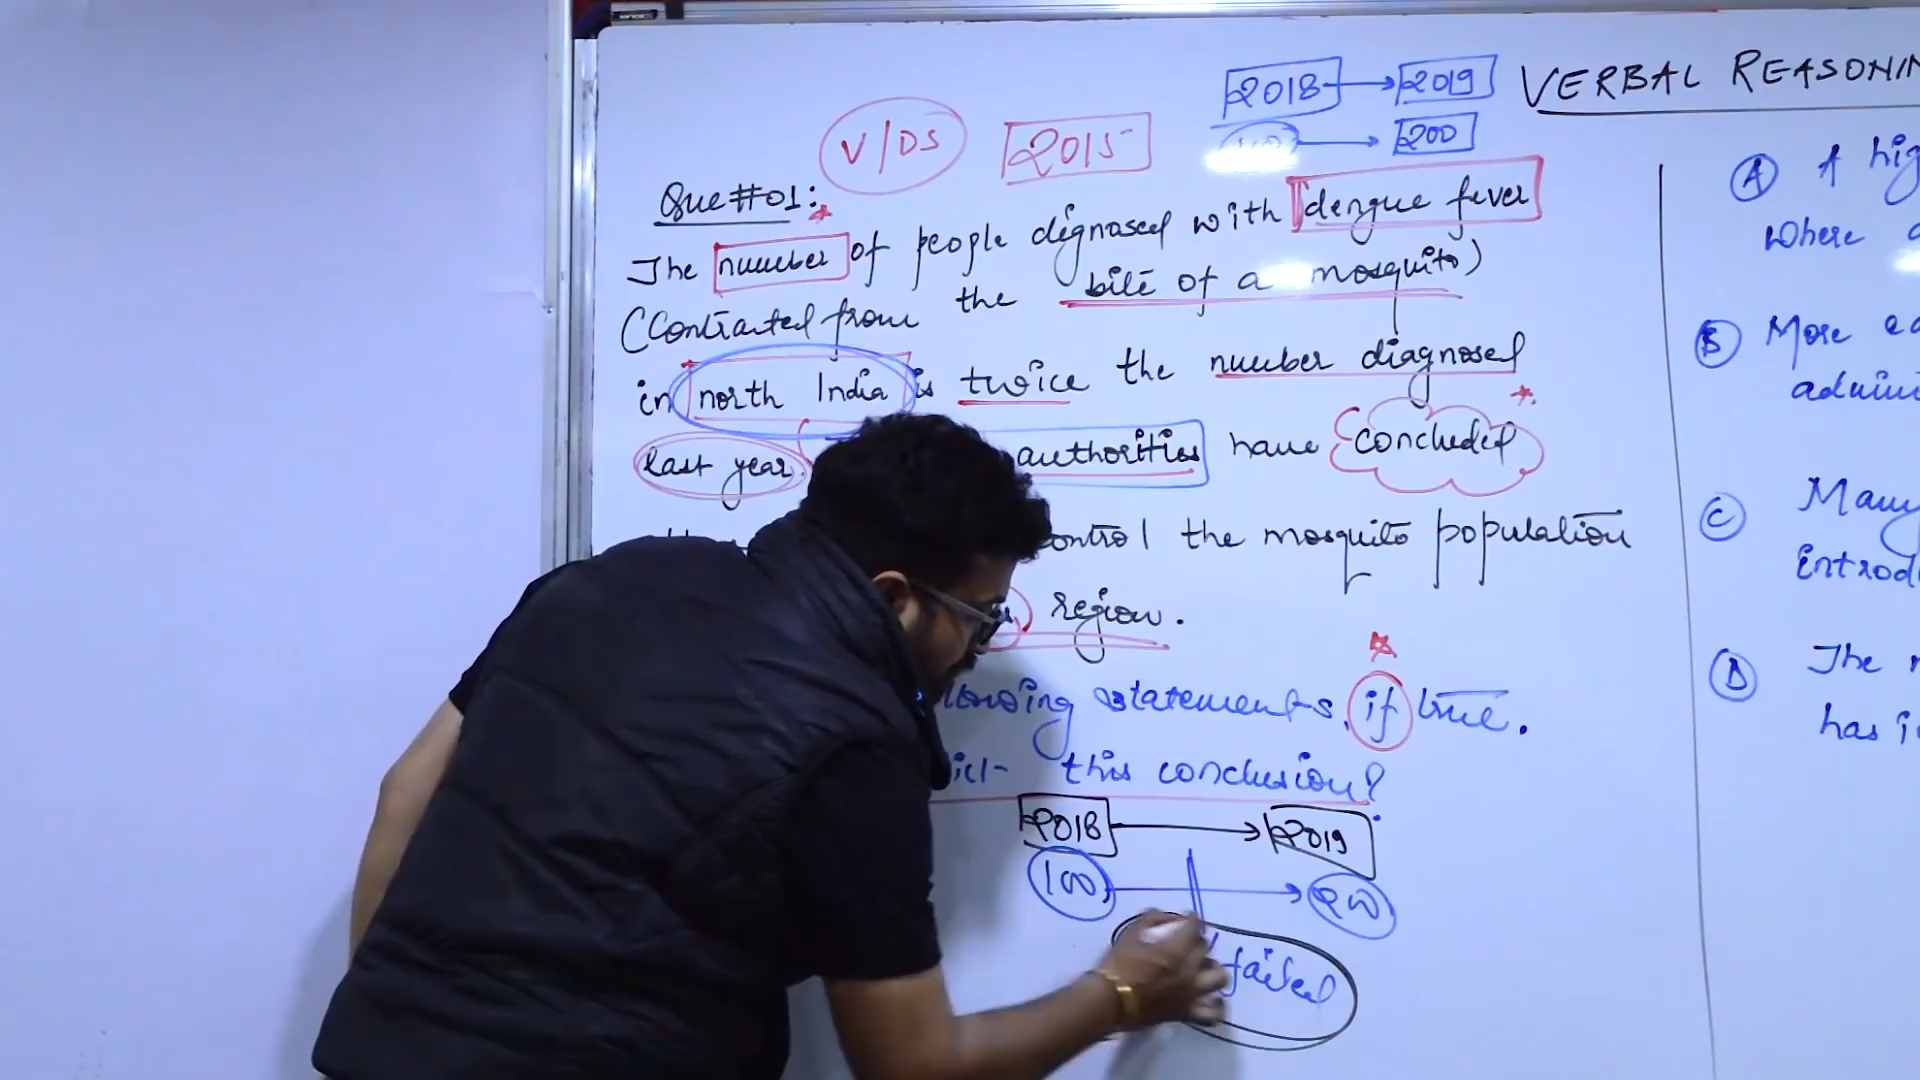 2018 → 2019
VERBAL REASONIN
V/DS
2015
→ 200
Que#01:
The number of people dignosed with dengue fever
(Contracted from the bite of a mosquito)
in north India is twice the number diagnosed
last year. authorities have concluded
control the mosquito population
region.
statements, if true.
this conclusion?
2018 → 2019
100 → 200
failed
A A hig
where
B More
admini
C Many
introd
D The
has i